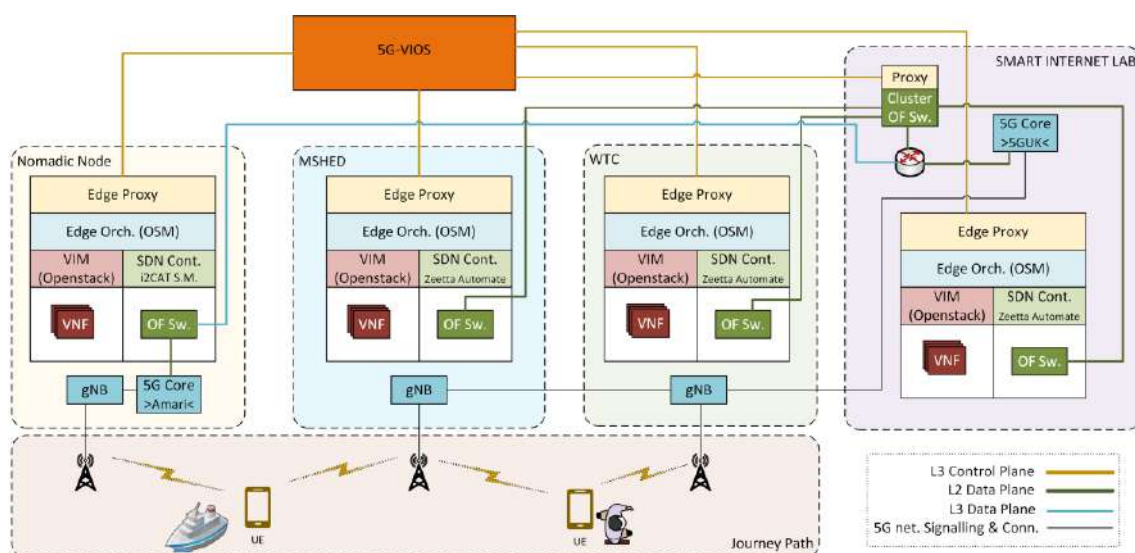 5G-VIOS
SMART INTERNET LAB
Proxy
Cluster
OF Sw.
5G Core
>5GUK<
Nomadic Node
MSHED
WTC
Edge Proxy
Edge Orch. (OSM)
VIM
(Openstack)
SDN Cont.
i2CAT S.M.
VNF
OF Sw.
gNB
5G Core
>Amari<
Edge Proxy
Edge Orch. (OSM)
VIM
(Openstack)
SDN Cont.
Zeetta Automate
VNF
OF Sw.
gNB
Edge Proxy
Edge Orch. (OSM)
VIM
(Openstack)
SDN Cont.
Zeetta Automate
VNF
OF Sw.
gNB
Edge Proxy
Edge Orch. (OSM)
VIM
(Openstack)
SDN Cont.
Zeetta Automate
VNF
OF Sw.
UE
UE
Journey Path
L3 Control Plane
L2 Data Plane
L3 Data Plane
5G net. Signalling & Conn.